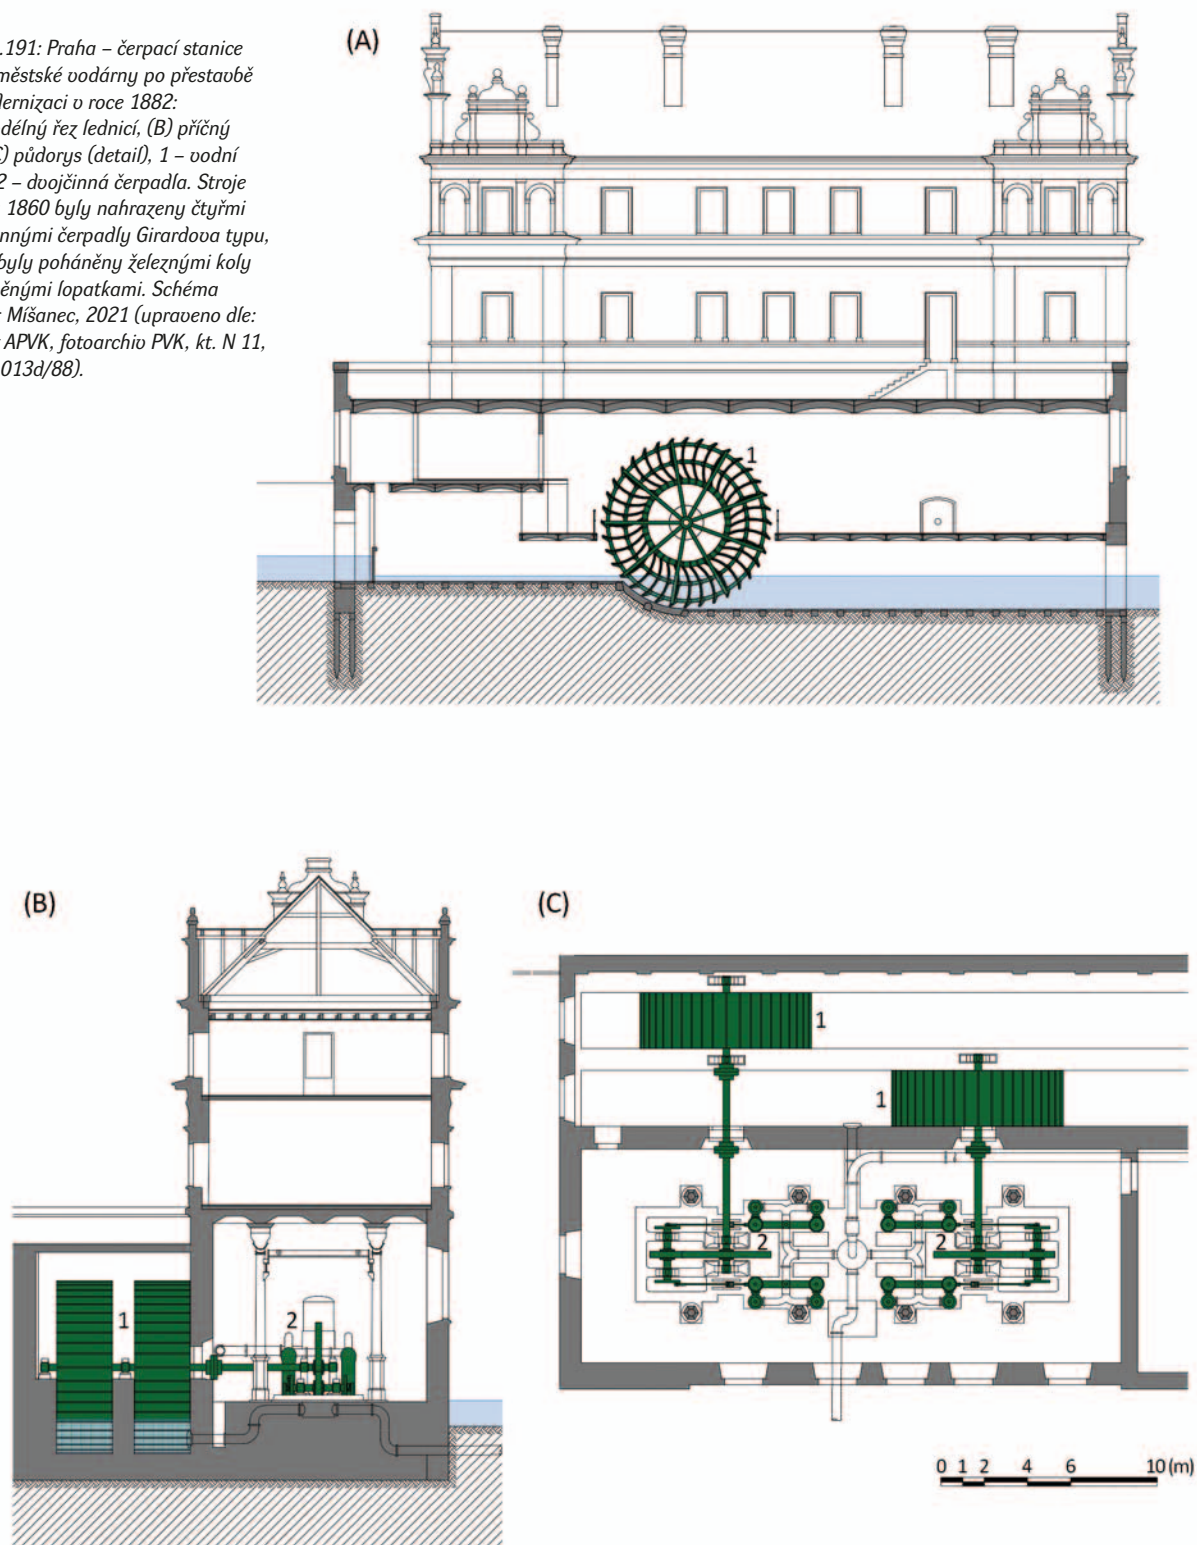 .191: Praha – čerpací stanice
městské vodárny po přestavbě
dernizaci v roce 1882:
délný řez lednicí, (B) příčný
C) půdorys (detail), 1 – vodní
2 – dvojčinná čerpadla. Stroje
1860 byly nahrazeny čtyřmi
nnými čerpadly Girardova typu,
byly poháněny železnými koly
ěnými lopatkami. Schéma
: Míšanec, 2021 (upraveno dle:
APVK, fotoarchiv PVK, kt. N 11,
013d/88).
(A)
1
(B)
(C)
1
1
1
2
2
2
0 1 2 4 6 10 (m)